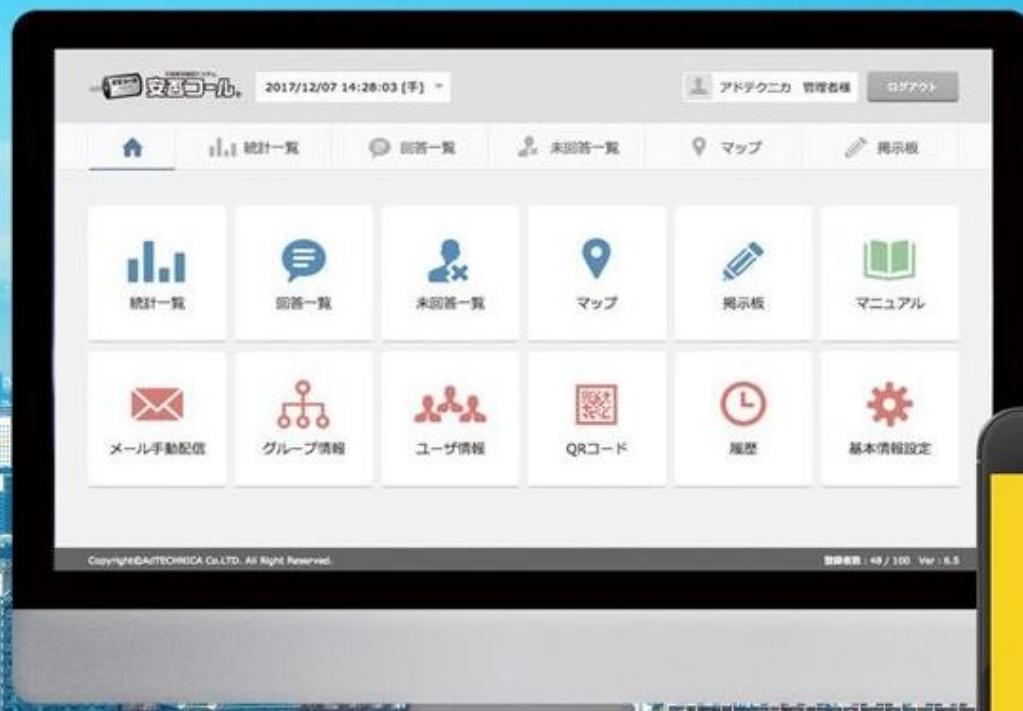 安否コール。
2017/12/07 14:28:03 [手]
アドテクニカ 管理者様
ログアウト
統計一覧
回答一覧
未回答一覧
マップ
掲示板
統計一覧
回答一覧
未回答一覧
マップ
掲示板
マニュアル
メール手動配信
グループ情報
ユーザ情報
QRコード
履歴
基本情報設定
Copyright©AdTECHNICA Co.LTD. All Right Reserved.
登録者数 : 48 / 100 Ver : 6.5